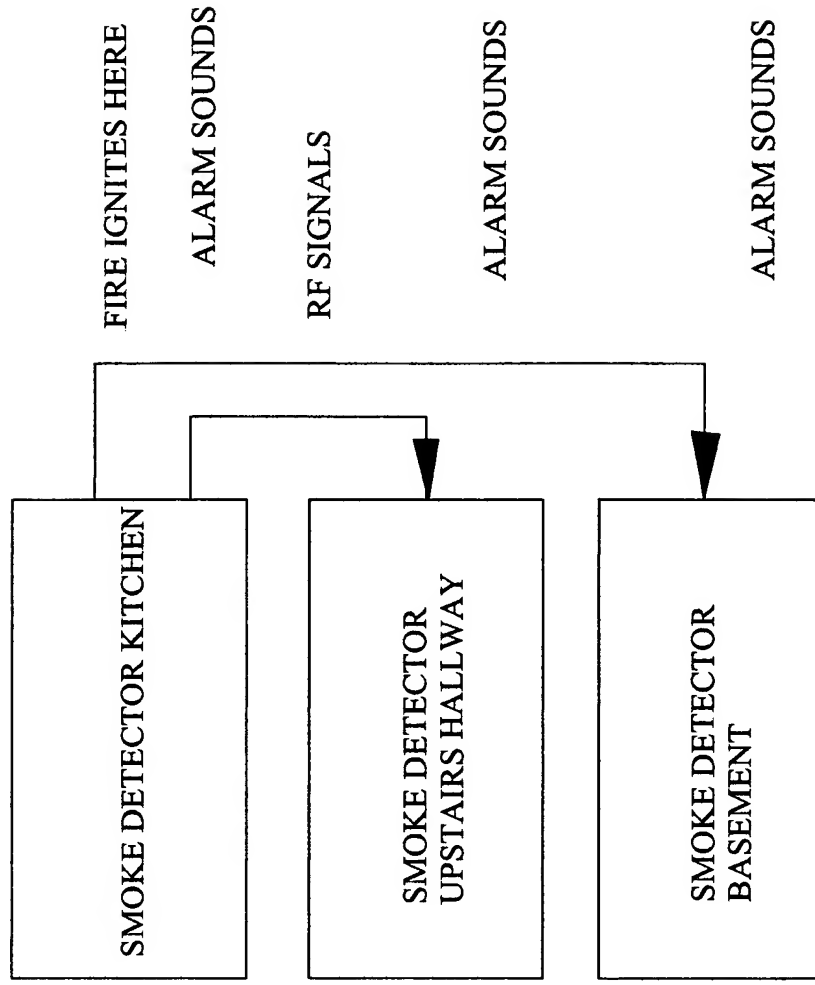 SMOKE DETECTOR KITCHEN
FIRE IGNITES HERE
ALARM SOUNDS
RF SIGNALS
SMOKE DETECTOR
UPSTAIRS HALLWAY
ALARM SOUNDS
SMOKE DETECTOR
BASEMENT
ALARM SOUNDS